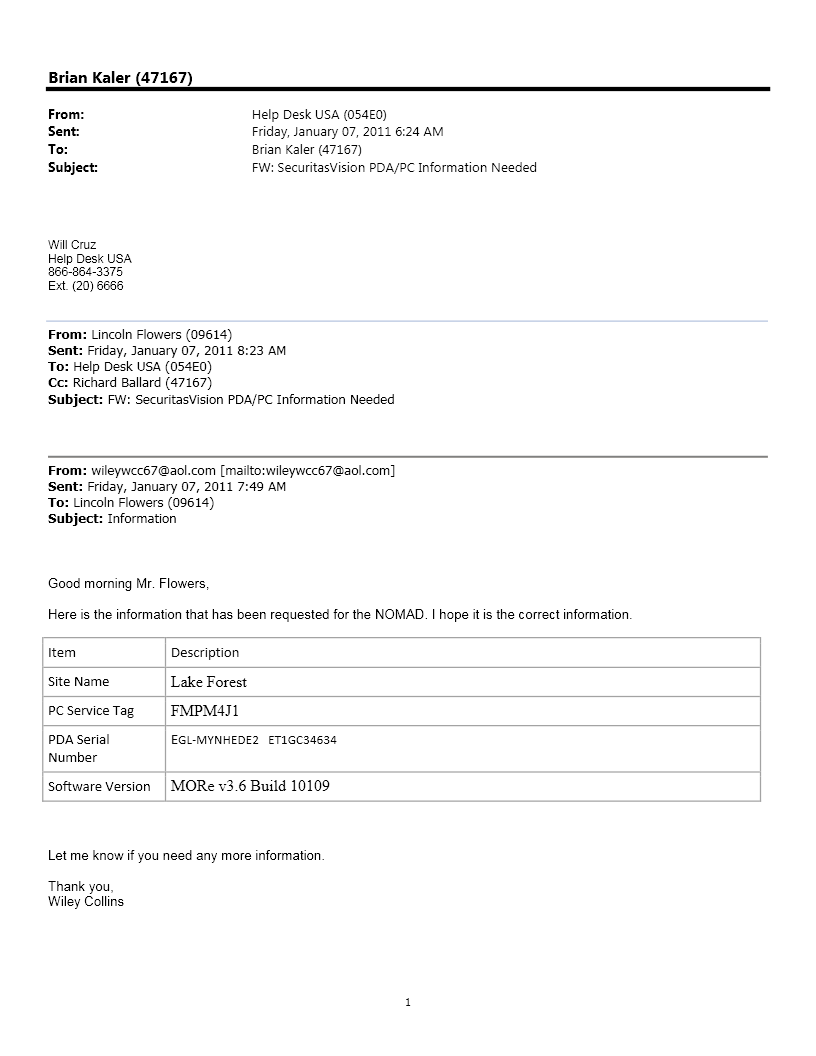 Brian Kaler (47167)
From: Help Desk USA (054E0)
Sent: Friday, January 07, 2011 6:24 AM
To: Brian Kaler (47167)
Subject: FW: SecuritasVision PDA/PC Information Needed
Will Cruz
Help Desk USA
866-864-3375
Ext. (20) 6666
From: Lincoln Flowers (09614)
Sent: Friday, January 07, 2011 8:23 AM
To: Help Desk USA (054E0)
Cc: Richard Ballard (47167)
Subject: FW: SecuritasVision PDA/PC Information Needed
From: wileywcc67@aol.com [mailto:wileywcc67@aol.com]
Sent: Friday, January 07, 2011 7:49 AM
To: Lincoln Flowers (09614)
Subject: Information
Good morning Mr. Flowers,
Here is the information that has been requested for the NOMAD. I hope it is the correct information.
Item Description
Site Name Lake Forest
PC Service Tag FMPM4J1
PDA Serial EGL-MYNHEDE2 ET1GC34634
Number
Software Version MORe v3.6 Build 10109
Let me know if you need any more information.
Thank you,
Wiley Collins
1